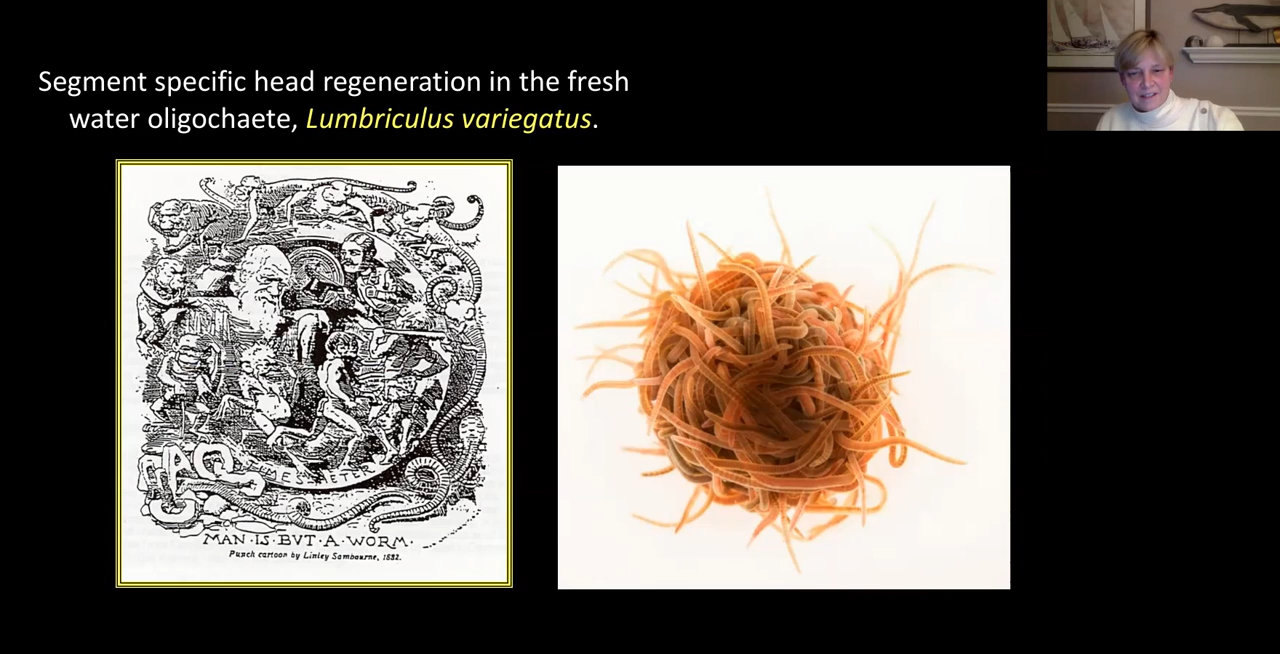 Segment specific head regeneration in the fresh
water oligochaete, Lumbriculus variegatus.
MAN·IS·BVT·A·WORM·
Punch cartoon by Linley Sambourne, 1882.